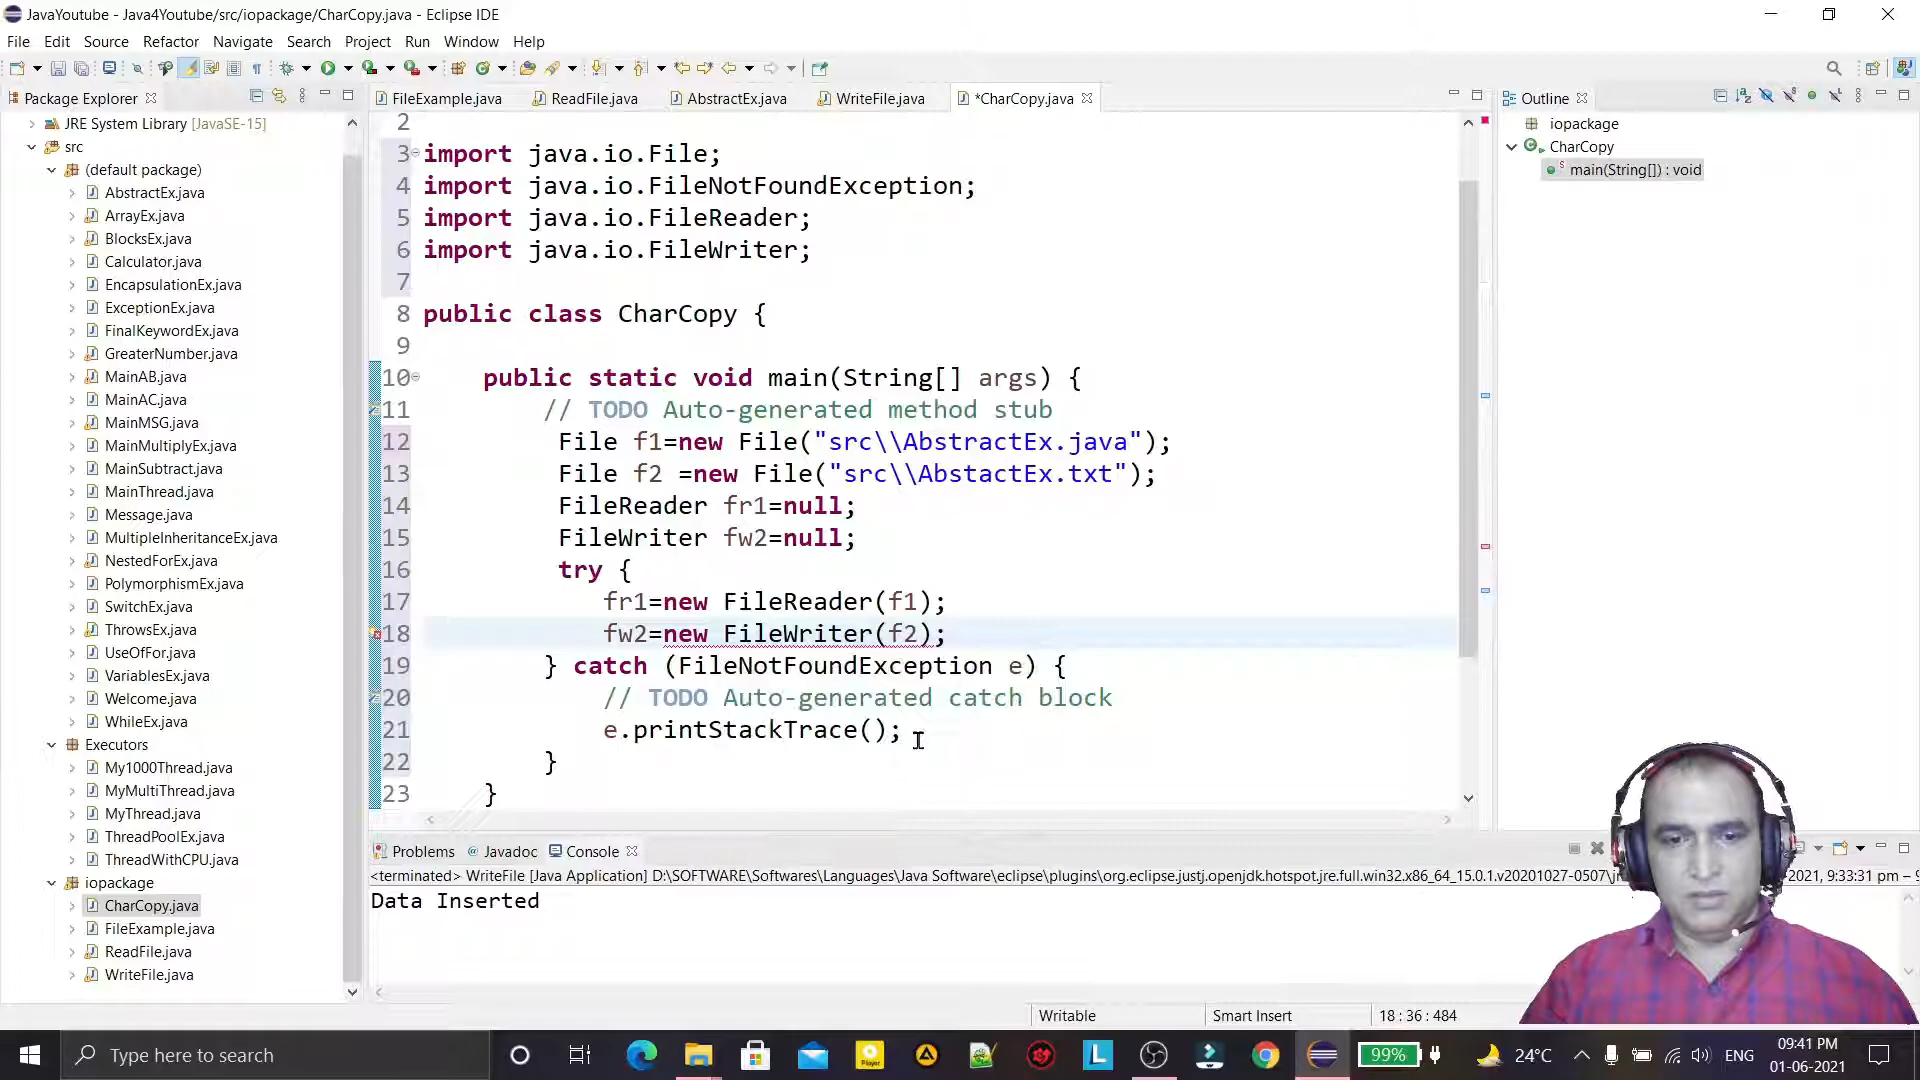 JavaYoutube - Java4Youtube/src/iopackage/CharCopy.java - Eclipse IDE
File Edit Source Refactor Navigate Search Project Run Window Help
Package Explorer
FileExample.java ReadFile.java AbstractEx.java WriteFile.java *CharCopy.java
Outline
JRE System Library [JavaSE-15]
src
(default package)
AbstractEx.java
ArrayEx.java
BlocksEx.java
Calculator.java
EncapsulationEx.java
ExceptionEx.java
FinalKeywordEx.java
GreaterNumber.java
MainAB.java
MainAC.java
MainMSG.java
MainMultiplyEx.java
MainSubtract.java
MainThread.java
Message.java
MultipleInheritanceEx.java
NestedForEx.java
PolymorphismEx.java
SwitchEx.java
ThrowsEx.java
UseOfFor.java
VariablesEx.java
Welcome.java
WhileEx.java
Executors
My1000Thread.java
MyMultiThread.java
MyThread.java
ThreadPoolEx.java
ThreadWithCPU.java
iopackage
CharCopy.java
FileExample.java
ReadFile.java
WriteFile.java
2
3 import java.io.File;
4 import java.io.FileNotFoundException;
5 import java.io.FileReader;
6 import java.io.FileWriter;
7
8 public class CharCopy {
9
10 public static void main(String[] args) {
11 // TODO Auto-generated method stub
12 File f1=new File("src\\AbstractEx.java");
13 File f2 =new File("src\\AbstactEx.txt");
14 FileReader fr1=null;
15 FileWriter fw2=null;
16 try {
17 fr1=new FileReader(f1);
18 fw2=new FileWriter(f2);
19 } catch (FileNotFoundException e) {
20 // TODO Auto-generated catch block
21 e.printStackTrace();
22 }
23 }
iopackage
CharCopy
main(String[]) : void
Problems Javadoc Console
<terminated> WriteFile [Java Application] D:\SOFTWARE\Softwares\Languages\Java Software\eclipse\plugins\org.eclipse.justj.openjdk.hotspot.jre.full.win32.x86_64_15.0.1.v20201027-0507\jr
2021, 9:33:31 pm – 9
Data Inserted
Writable Smart Insert 18 : 36 : 484
Type here to search
Player
L
99%
24°C
ENG
09:41 PM
01-06-2021